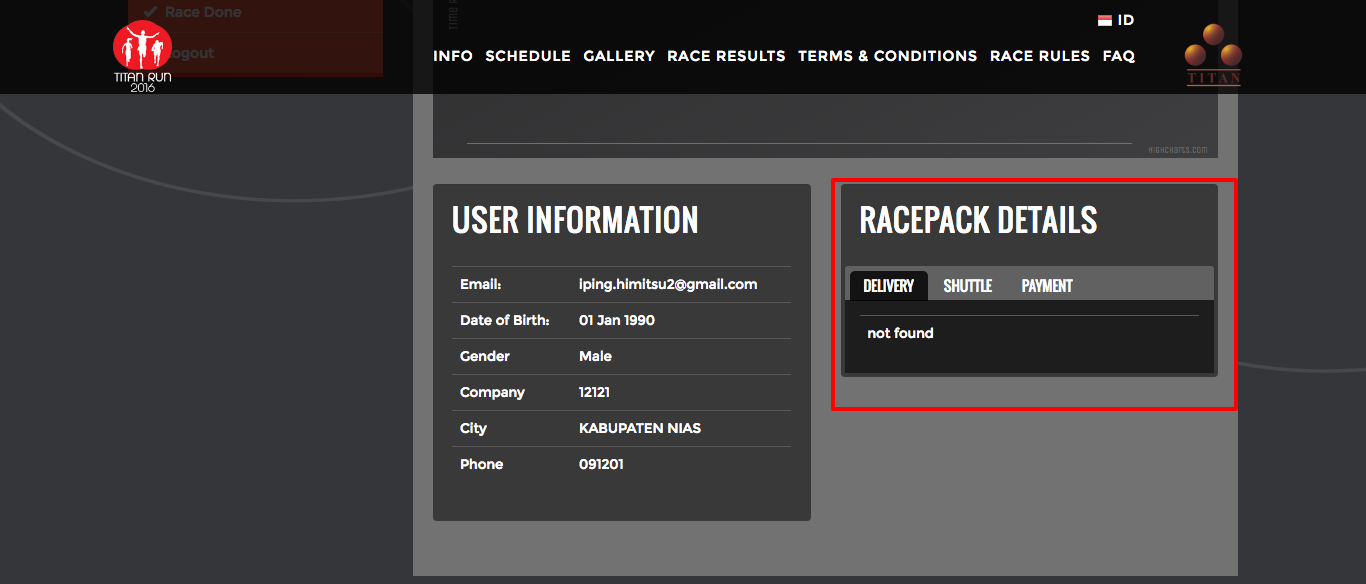 Race Done
Logout
TITAN RUN
2016
Time R
ID
INFO SCHEDULE GALLERY RACE RESULTS TERMS & CONDITIONS RACE RULES FAQ
TITAN
Highcharts.com
USER INFORMATION
Email: iping.himitsu2@gmail.com
Date of Birth: 01 Jan 1990
Gender Male
Company 12121
City KABUPATEN NIAS
Phone 091201
RACEPACK DETAILS
DELIVERY SHUTTLE PAYMENT
not found